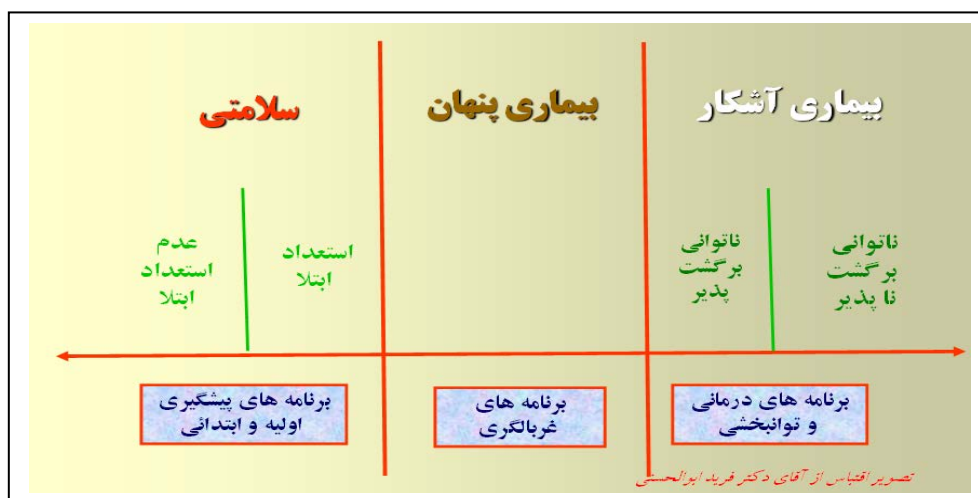 بیماری آشکار
بیماری پنهان
سلامتی
ناتوانی
برگشت
نا پذیر
ناتوانی
برگشت
پذیر
استعداد
ابتلا
عدم
استعداد
ابتلا
برنامه های درمانی
و توانبخشی
برنامه های
غربالگری
برنامه های پیشگیری
اولیه و ابتدائی
تصویر اقتباس از آقای دکتر فرید ابوالحسنی